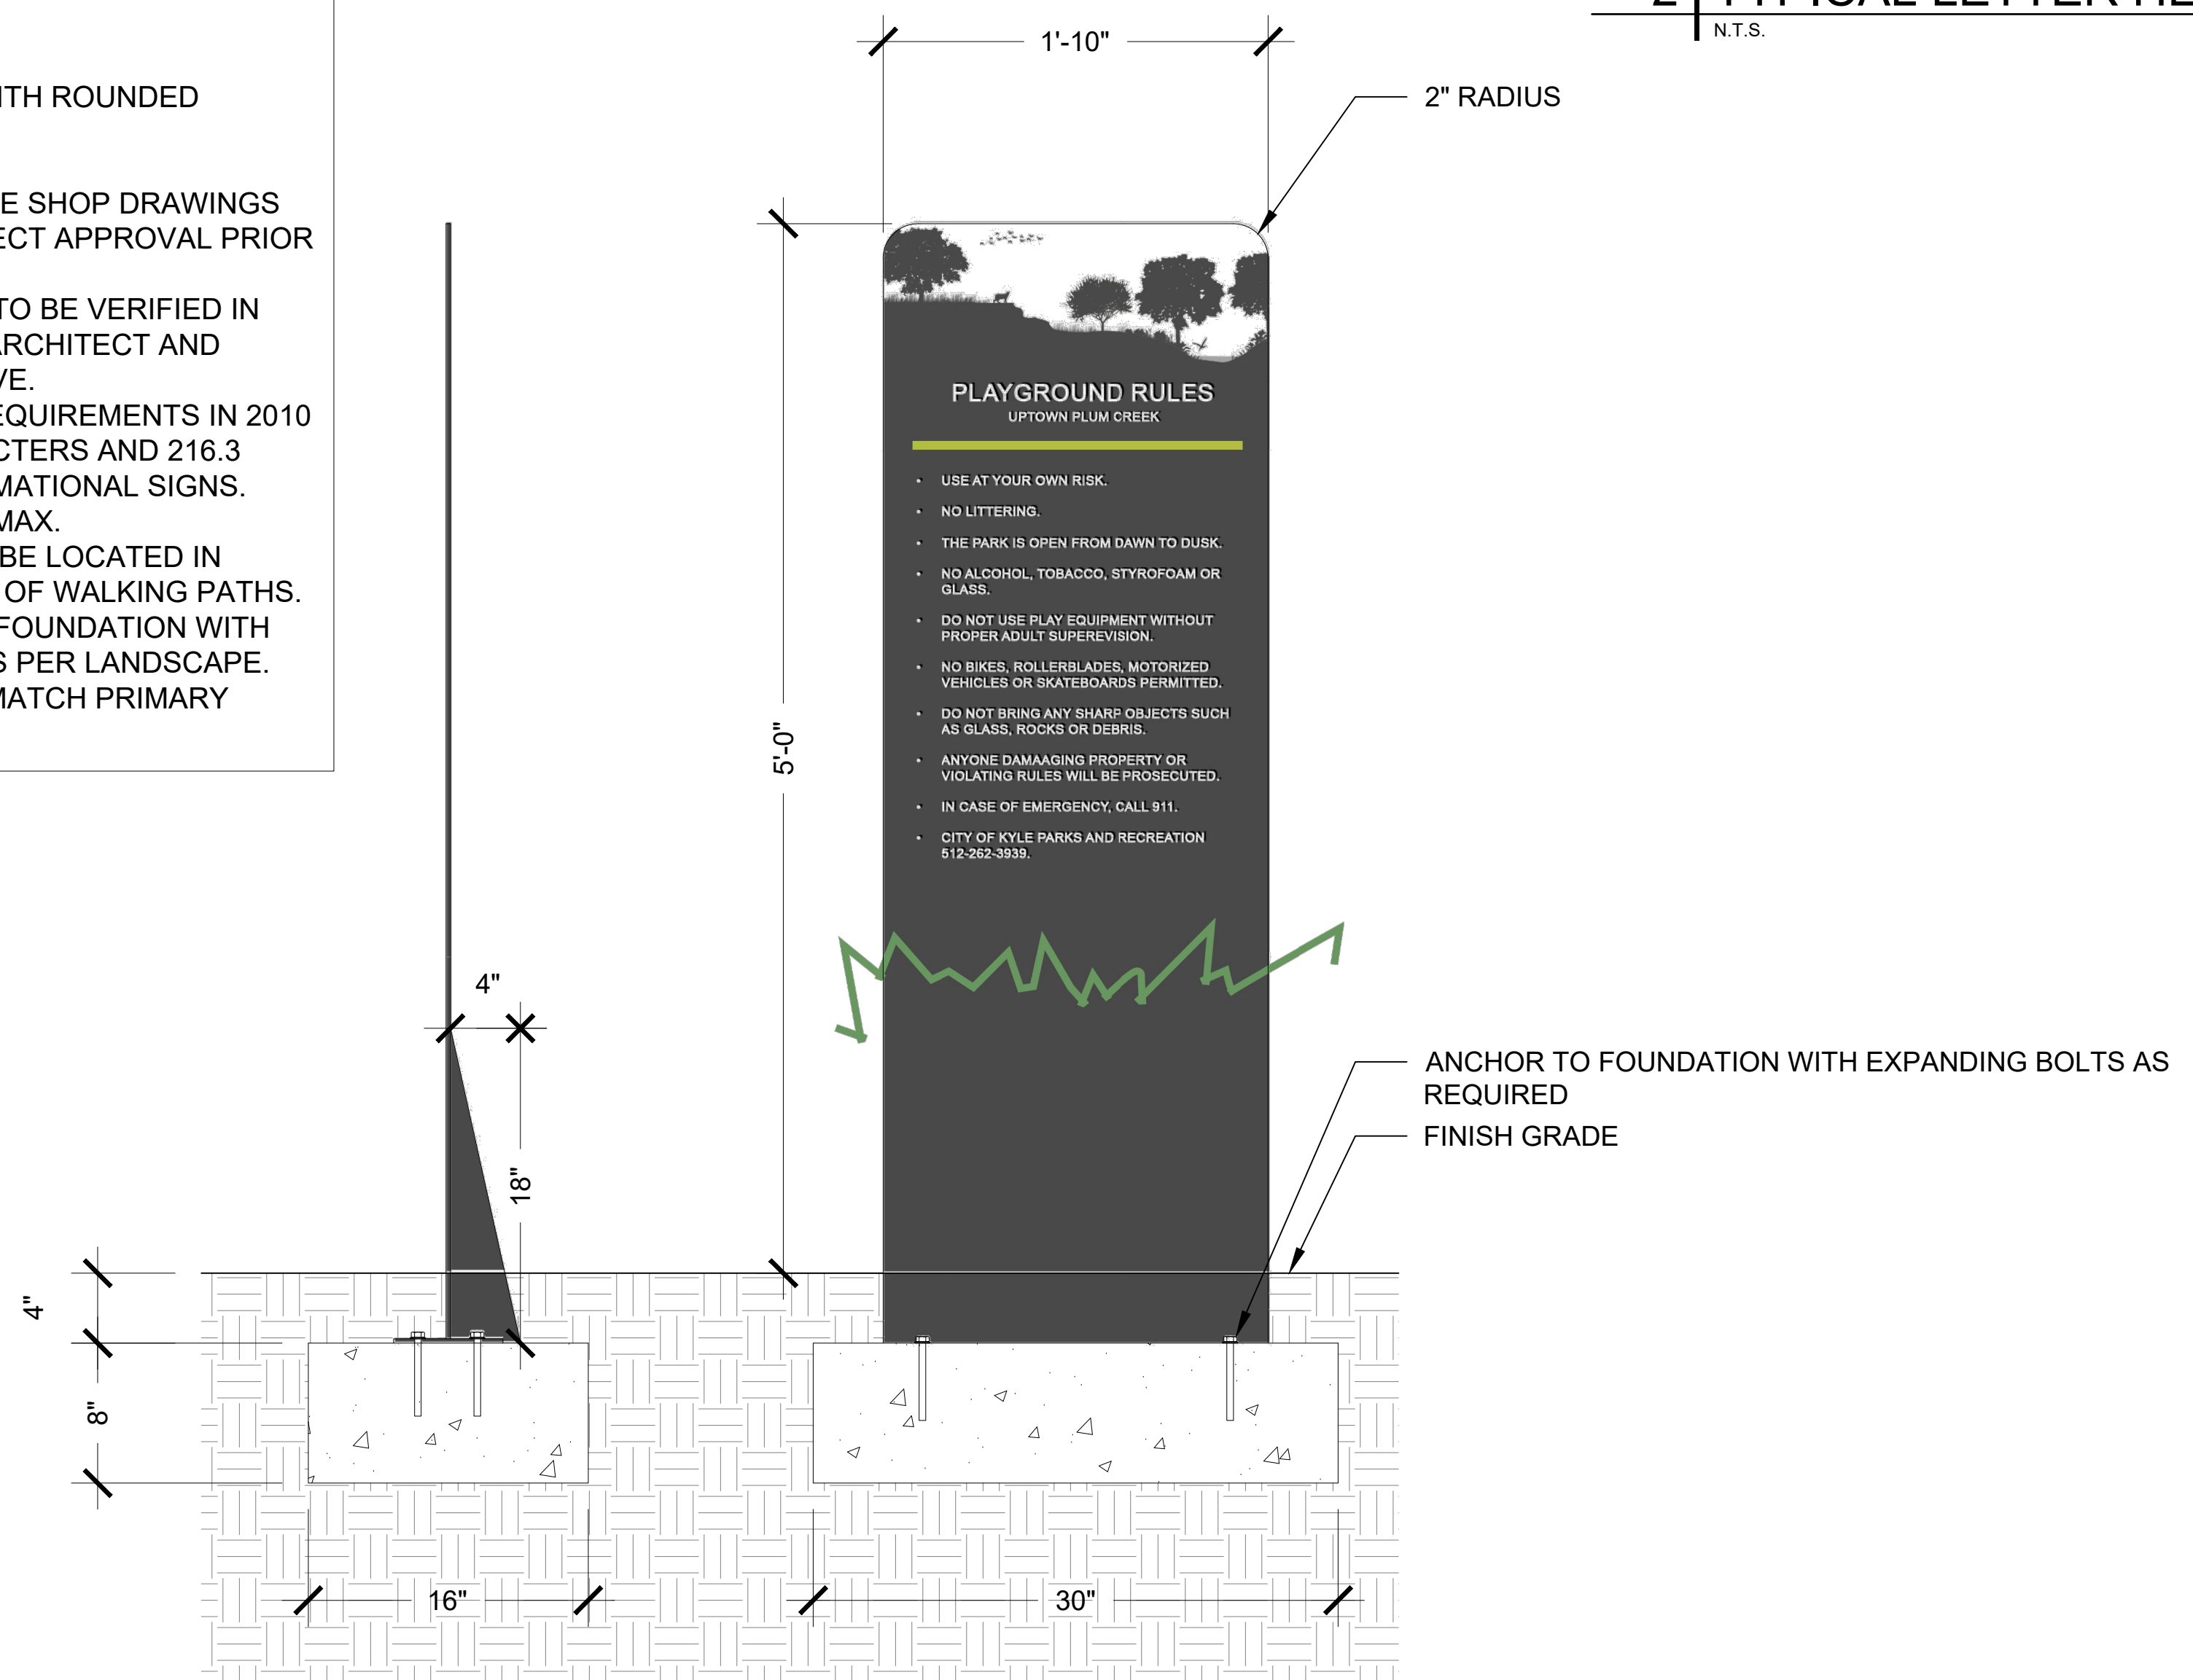 ITH ROUNDED
E SHOP DRAWINGS
ECT APPROVAL PRIOR
TO BE VERIFIED IN
ARCHITECT AND
VE.
EQUIREMENTS IN 2010
CTERS AND 216.3
MATIONAL SIGNS.
MAX.
BE LOCATED IN
OF WALKING PATHS.
FOUNDATION WITH
S PER LANDSCAPE.
MATCH PRIMARY
2 TYPICAL LETTER HE
N.T.S.
1'-10"
2" RADIUS
5'-0"
PLAYGROUND RULES
UPTOWN PLUM CREEK
• USE AT YOUR OWN RISK.
• NO LITTERING.
• THE PARK IS OPEN FROM DAWN TO DUSK.
• NO ALCOHOL, TOBACCO, STYROFOAM OR
GLASS.
• DO NOT USE PLAY EQUIPMENT WITHOUT
PROPER ADULT SUPEREVISION.
• NO BIKES, ROLLERBLADES, MOTORIZED
VEHICLES OR SKATEBOARDS PERMITTED.
• DO NOT BRING ANY SHARP OBJECTS SUCH
AS GLASS, ROCKS OR DEBRIS.
• ANYONE DAMAAGING PROPERTY OR
VIOLATING RULES WILL BE PROSECUTED.
• IN CASE OF EMERGENCY, CALL 911.
• CITY OF KYLE PARKS AND RECREATION
512-262-3939.
4"
18"
ANCHOR TO FOUNDATION WITH EXPANDING BOLTS AS
REQUIRED
FINISH GRADE
4"
8"
16"
30"